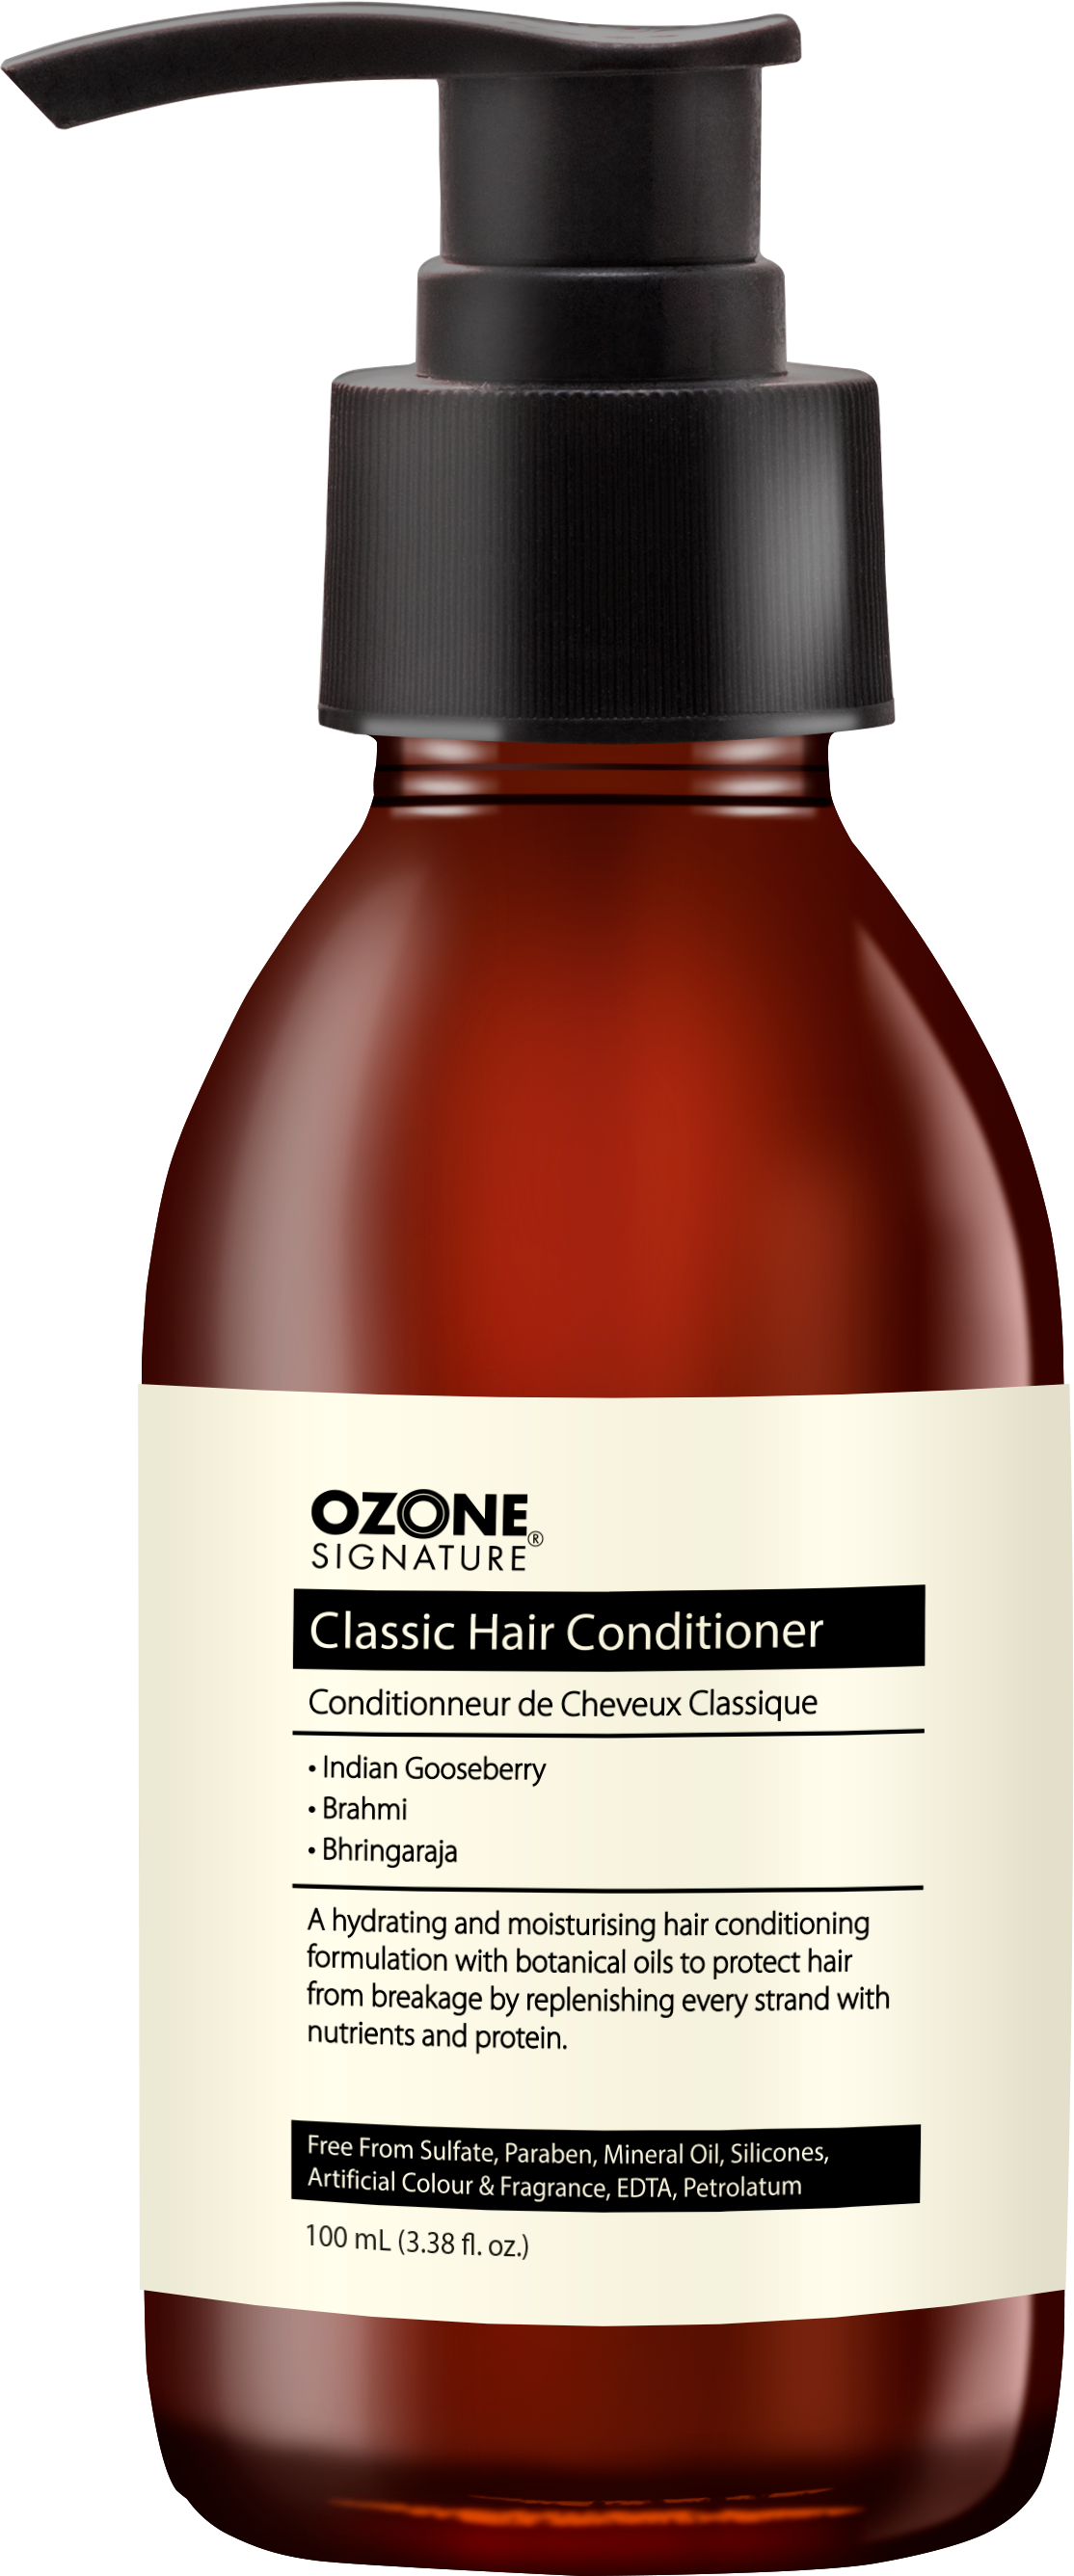 OZONE
SIGNATURE®
Classic Hair Conditioner
Conditionneur de Cheveux Classique
• Indian Gooseberry
• Brahmi
• Bhringaraja
A hydrating and moisturising hair conditioning
formulation with botanical oils to protect hair
from breakage by replenishing every strand with
nutrients and protein.
Free From Sulfate, Paraben, Mineral Oil, Silicones,
Artificial Colour & Fragrance, EDTA, Petrolatum
100 mL (3.38 fl. oz.)